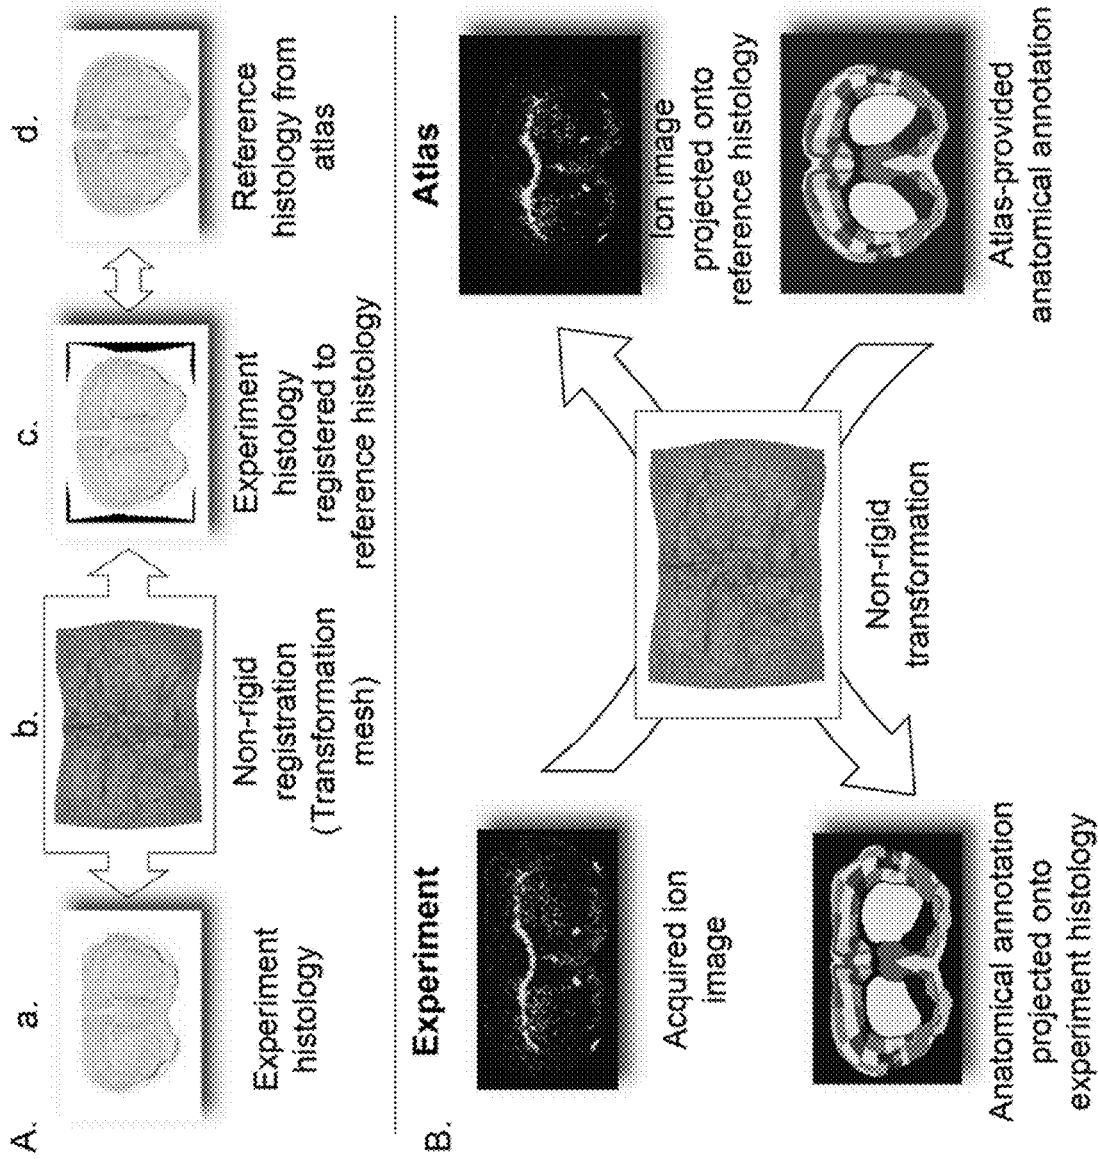 A.
a.
b.
c.
d.
Experiment
histology
Non-rigid
registration
(Transformation
mesh)
Experiment
histology
registered to
reference histology
Reference
histology from
atlas
B.
Experiment
Atlas
Acquired ion
image
Ion image
projected onto
reference histology
Non-rigid
transformation
Anatomical annotation
projected onto
experiment histology
Atlas-provided
anatomical annotation